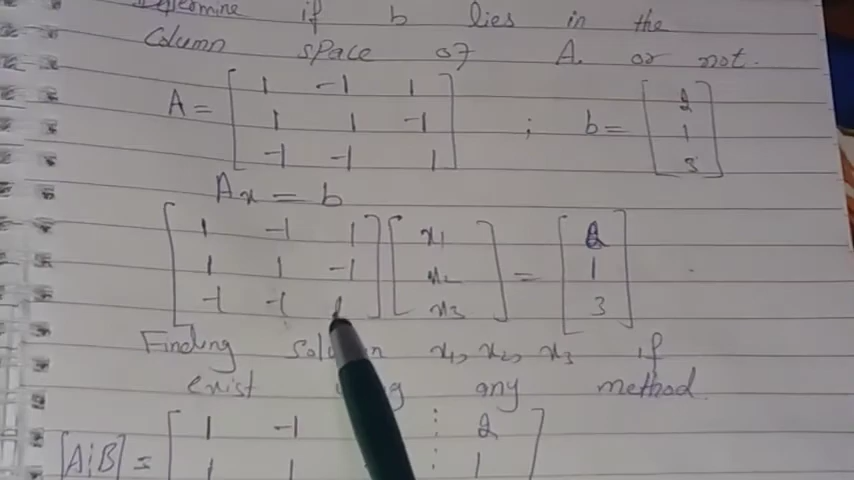 Determine if b lies in the
Column space of A or not.
A = [ 1 -1 1 ; b = [ 2
1 1 -1 1
-1 -1 1 ] 3 ]
Ax = b
[ 1 -1 1 ] [ x1 ] [ 2 ]
1 1 -1 x2 = 1
-1 -1 x3 3
Finding x1, x2, x3 if
exist any method.
[A|B] = [ 1 -1 : 2 ]
1 1 : 1